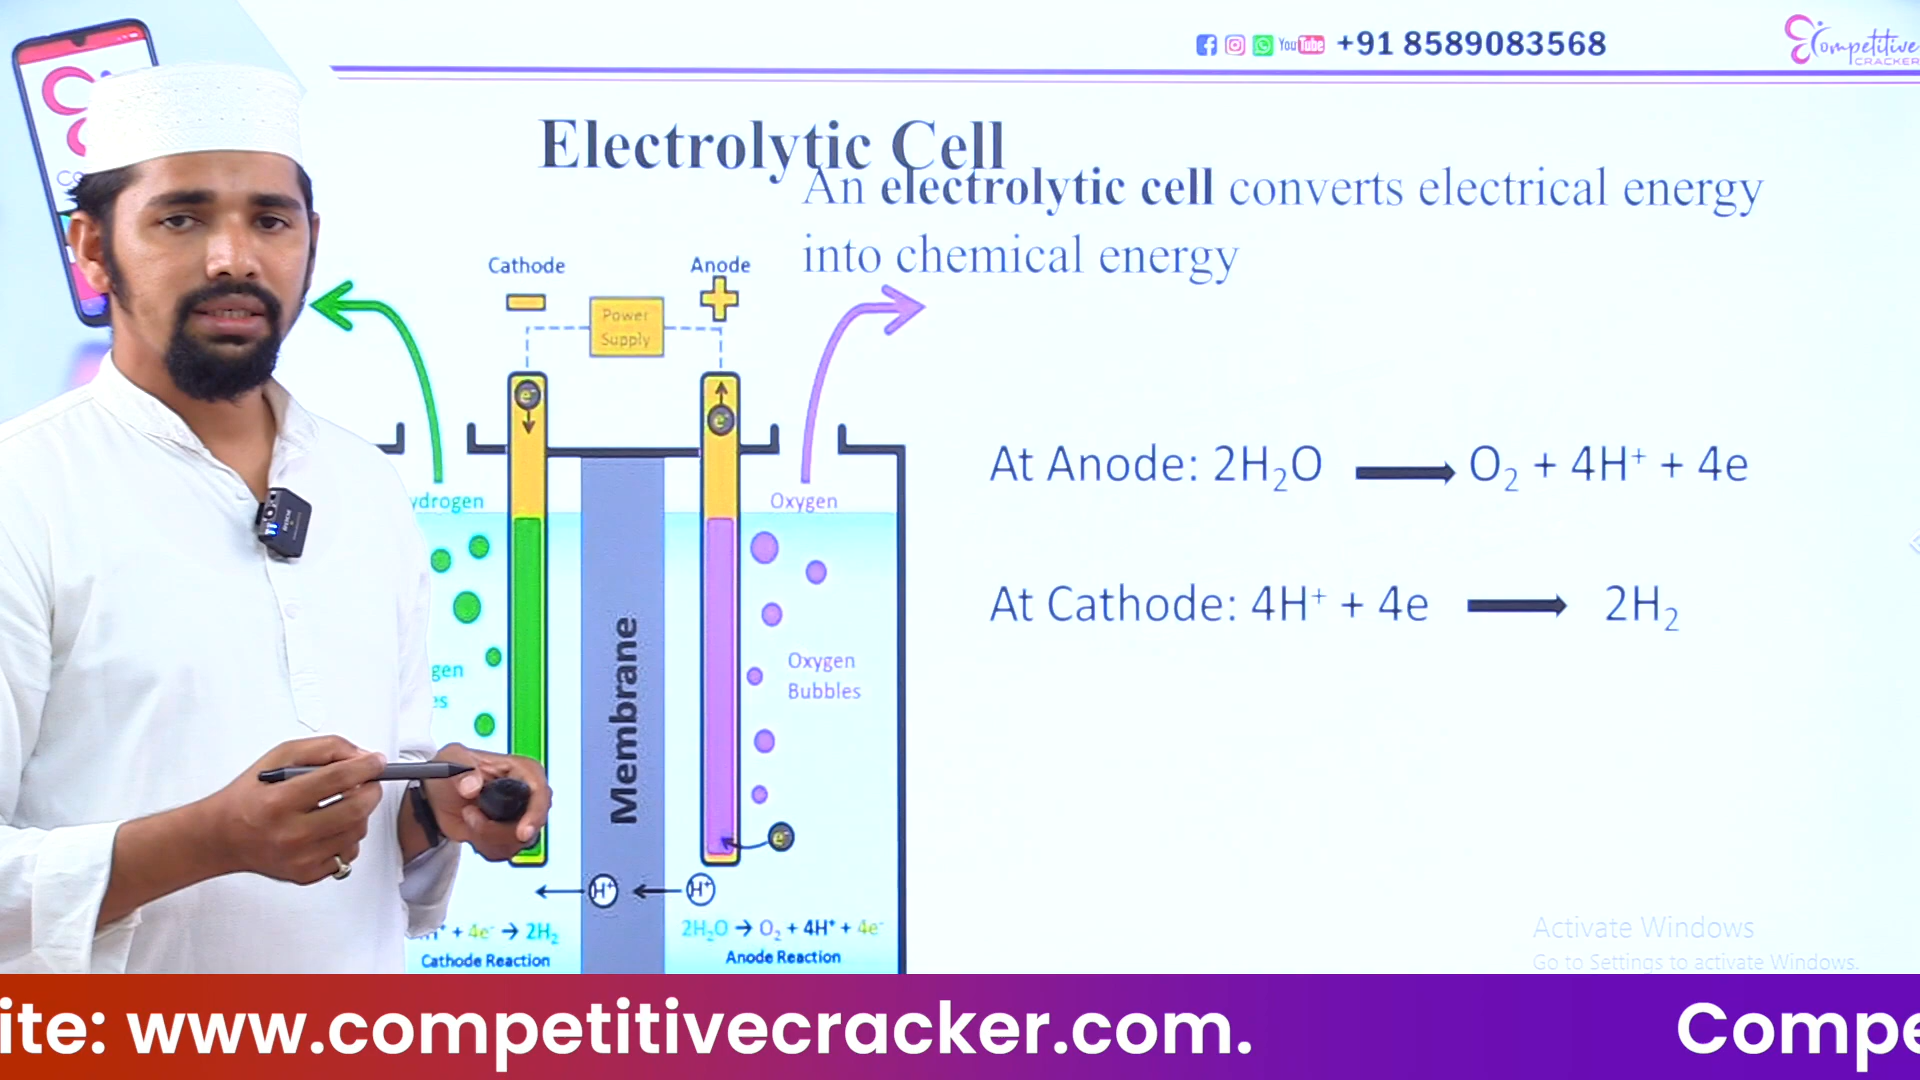 You Tube +91 8589083568
Competitive
CRACKER
Electrolytic Cell
An electrolytic cell converts electrical energy
into chemical energy
Cathode
Anode
Power
Supply
e⁻
e⁻
ydrogen
Oxygen
At Anode: 2H₂O → O₂ + 4H⁺ + 4e
At Cathode: 4H⁺ + 4e → 2H₂
gen
es
Oxygen
Bubbles
Membrane
e⁻
H⁺
H⁺
H⁺ + 4e⁻ → 2H₂
Cathode Reaction
2H₂O → O₂ + 4H⁺ + 4e⁻
Anode Reaction
Activate Windows
Go to Settings to activate Windows.
ite: www.competitivecracker.com.
Compe